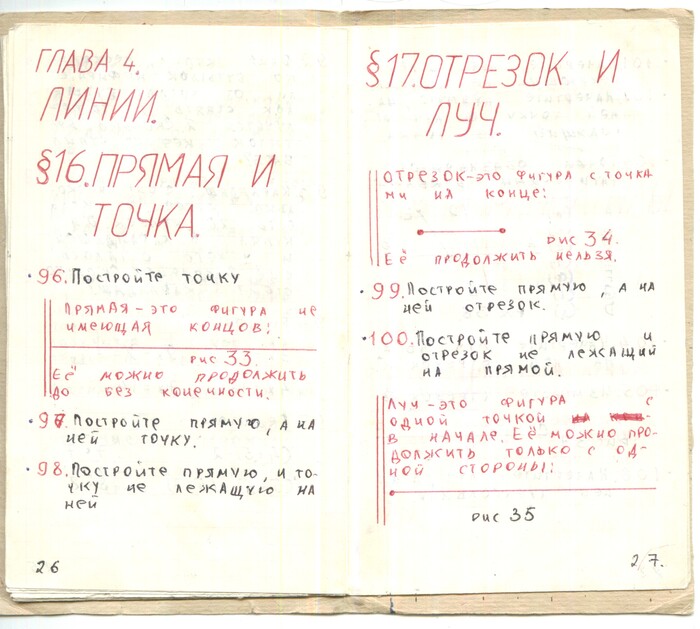 ГЛАВА 4.
ЛИНИИ.
§16.ПРЯМАЯ И
ТОЧКА.
·96.Постройте точку
ПРЯМАЯ-это фигура не
имеющая концов:
рис 33.
Её можно продолжить
до без конечности.
·97.Постройте прямую, а на
ней точку.
·98.Постройте прямую, и то-
чку не лежащую на
ней
26
§17.ОТРЕЗОК И
ЛУЧ.
ОТРЕЗОК-это фигура с точка
ми на конце:
рис 34.
Её продолжить нельзя.
·99.Постройте прямую, а на
ней отрезок.
·100.Постройте прямую и
отрезок не лежащий
на прямой.
ЛУЧ-это фигура с
одной точкой
в начале. Её можно про-
должить только с од-
ной стороны:
рис 35
27.